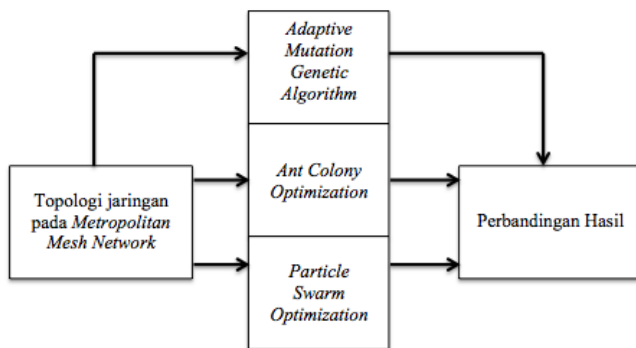 Adaptive
Mutation
Genetic
Algorithm
Topologi jaringan
pada Metropolitan
Mesh Network
Ant Colony
Optimization
Particle
Swarm
Optimization
Perbandingan Hasil